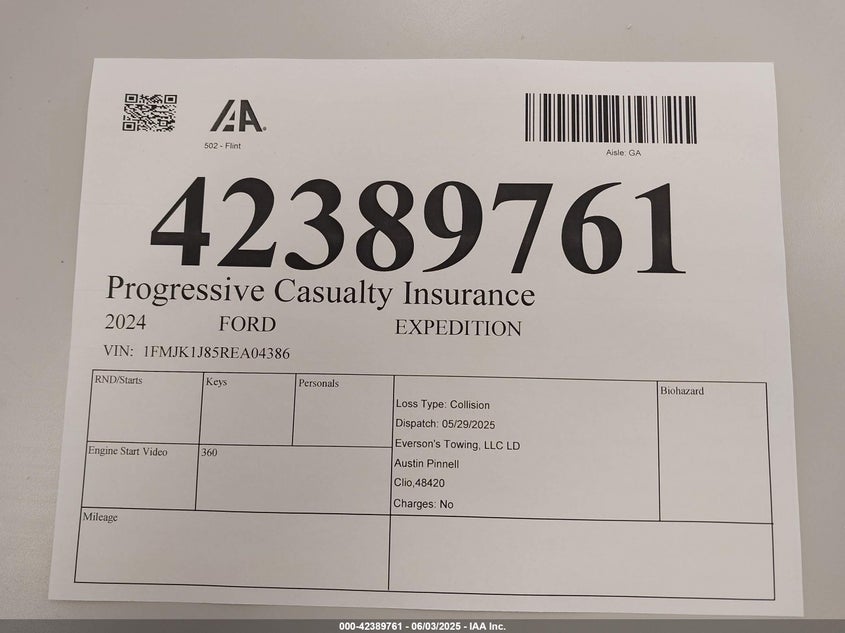 IAA
502 - Flint
Aisle: GA
42389761
Progressive Casualty Insurance
2024 FORD EXPEDITION
VIN: 1FMJK1J85REA04386
RND/Starts Keys Personals
Loss Type: Collision
Dispatch: 05/29/2025
Everson's Towing, LLC LD
Austin Pinnell
Clio,48420
Charges: No
Biohazard
Engine Start Video 360
Mileage
000-42389761 - 06/03/2025 - IAA Inc.